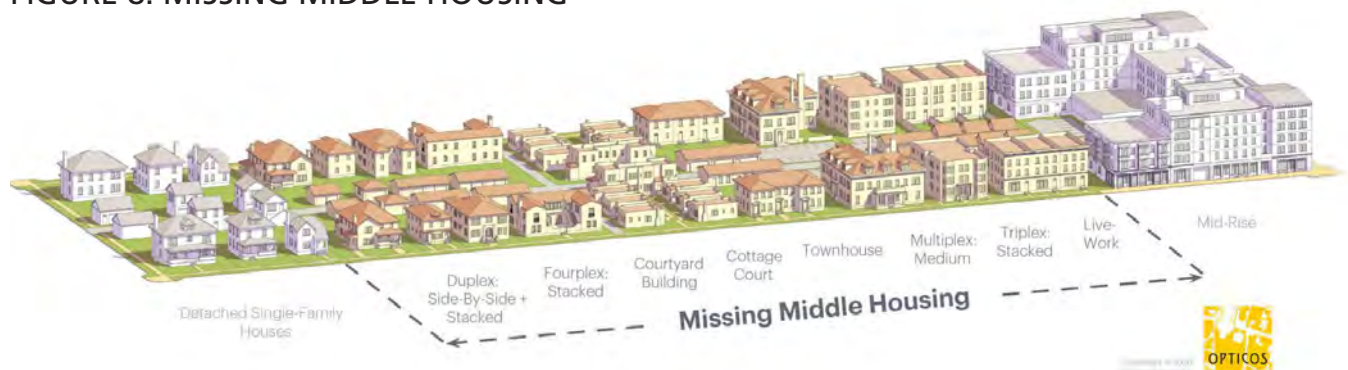 FIGURE 6. MISSING MIDDLE HOUSING
Detached Single-Family
Houses
Duplex:
Side-By-Side +
Stacked
Fourplex:
Stacked
Courtyard
Building
Cottage
Court
Townhouse
Multiplex:
Medium
Triplex:
Stacked
Live-
Work
Mid-Rise
Missing Middle Housing
OPTICOS